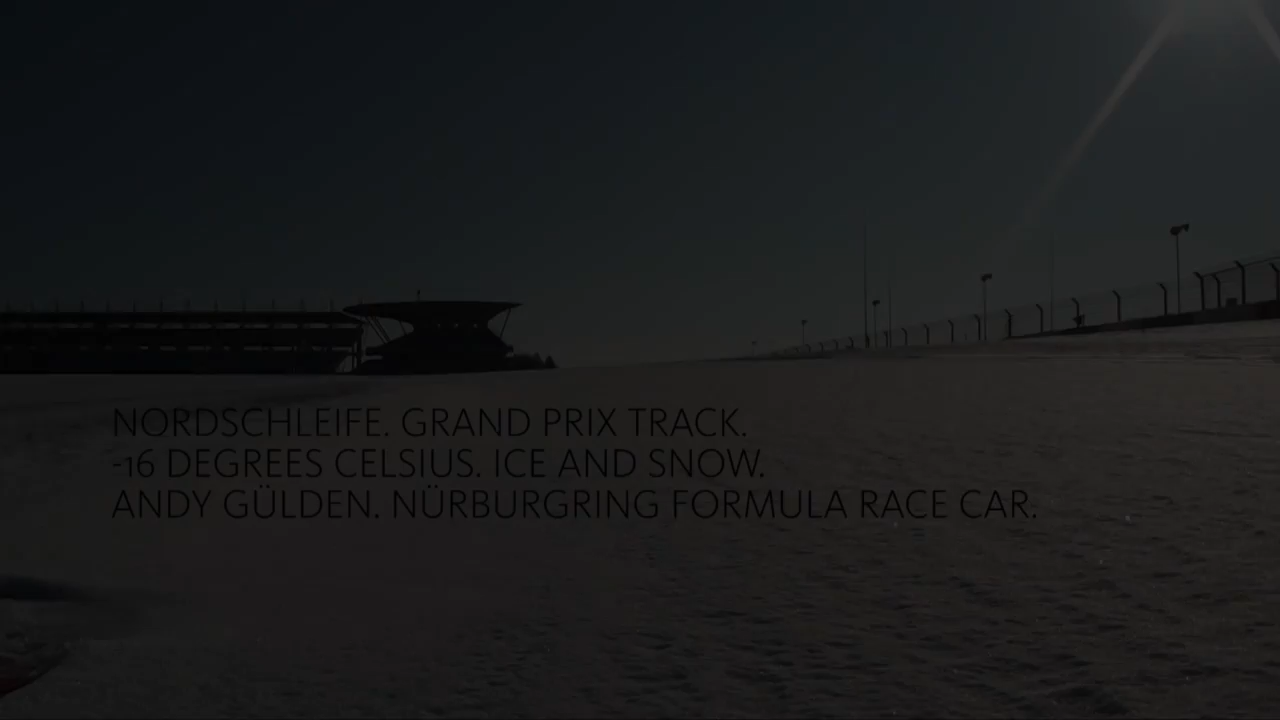 NORDSCHLEIFE. GRAND PRIX TRACK.
-16 DEGREES CELSIUS. ICE AND SNOW.
ANDY GÜLDEN. NÜRBURGRING FORMULA RACE CAR.